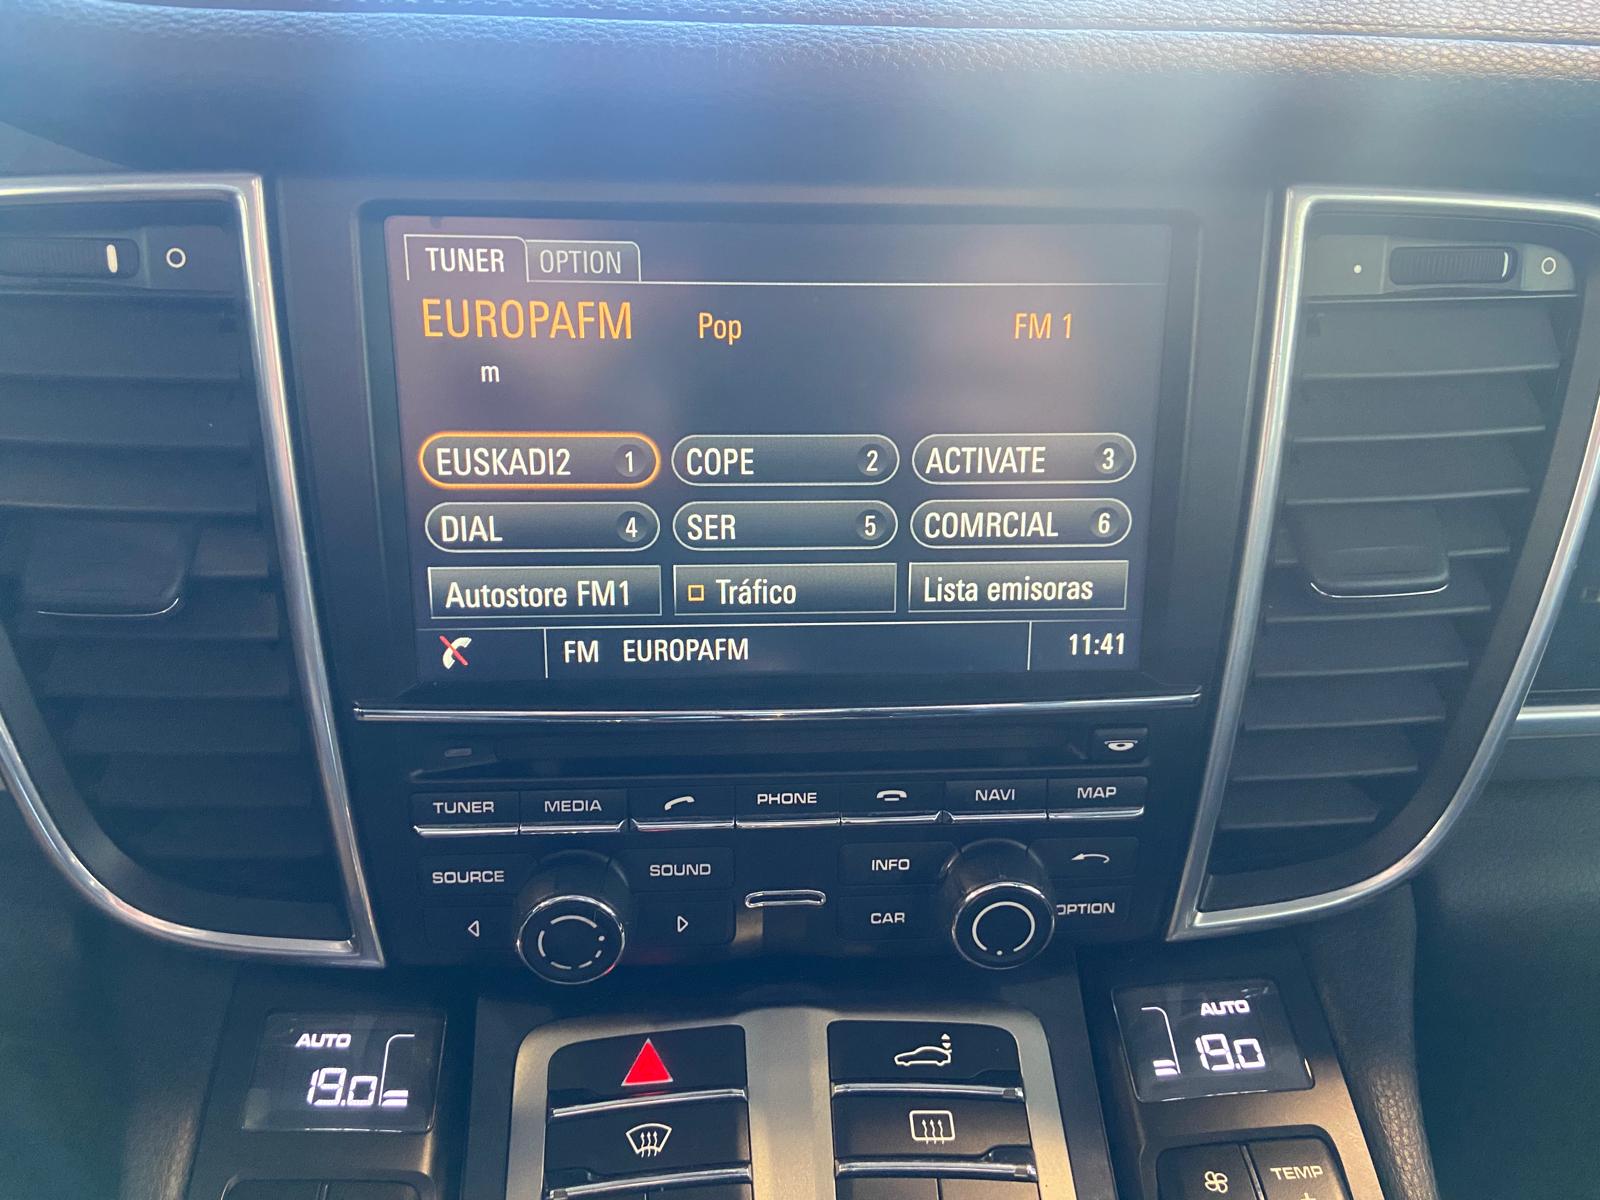 TUNER OPTION
EUROPAFM Pop FM 1
m
EUSKADI2 1 COPE 2 ACTIVATE 3
DIAL 4 SER 5 COMRCIAL 6
Autostore FM1 Tráfico Lista emisoras
FM EUROPAFM 11:41
TUNER MEDIA PHONE NAVI MAP
SOURCE SOUND INFO
CAR OPTION
AUTO 19.0
AUTO 19.0
TEMP
+